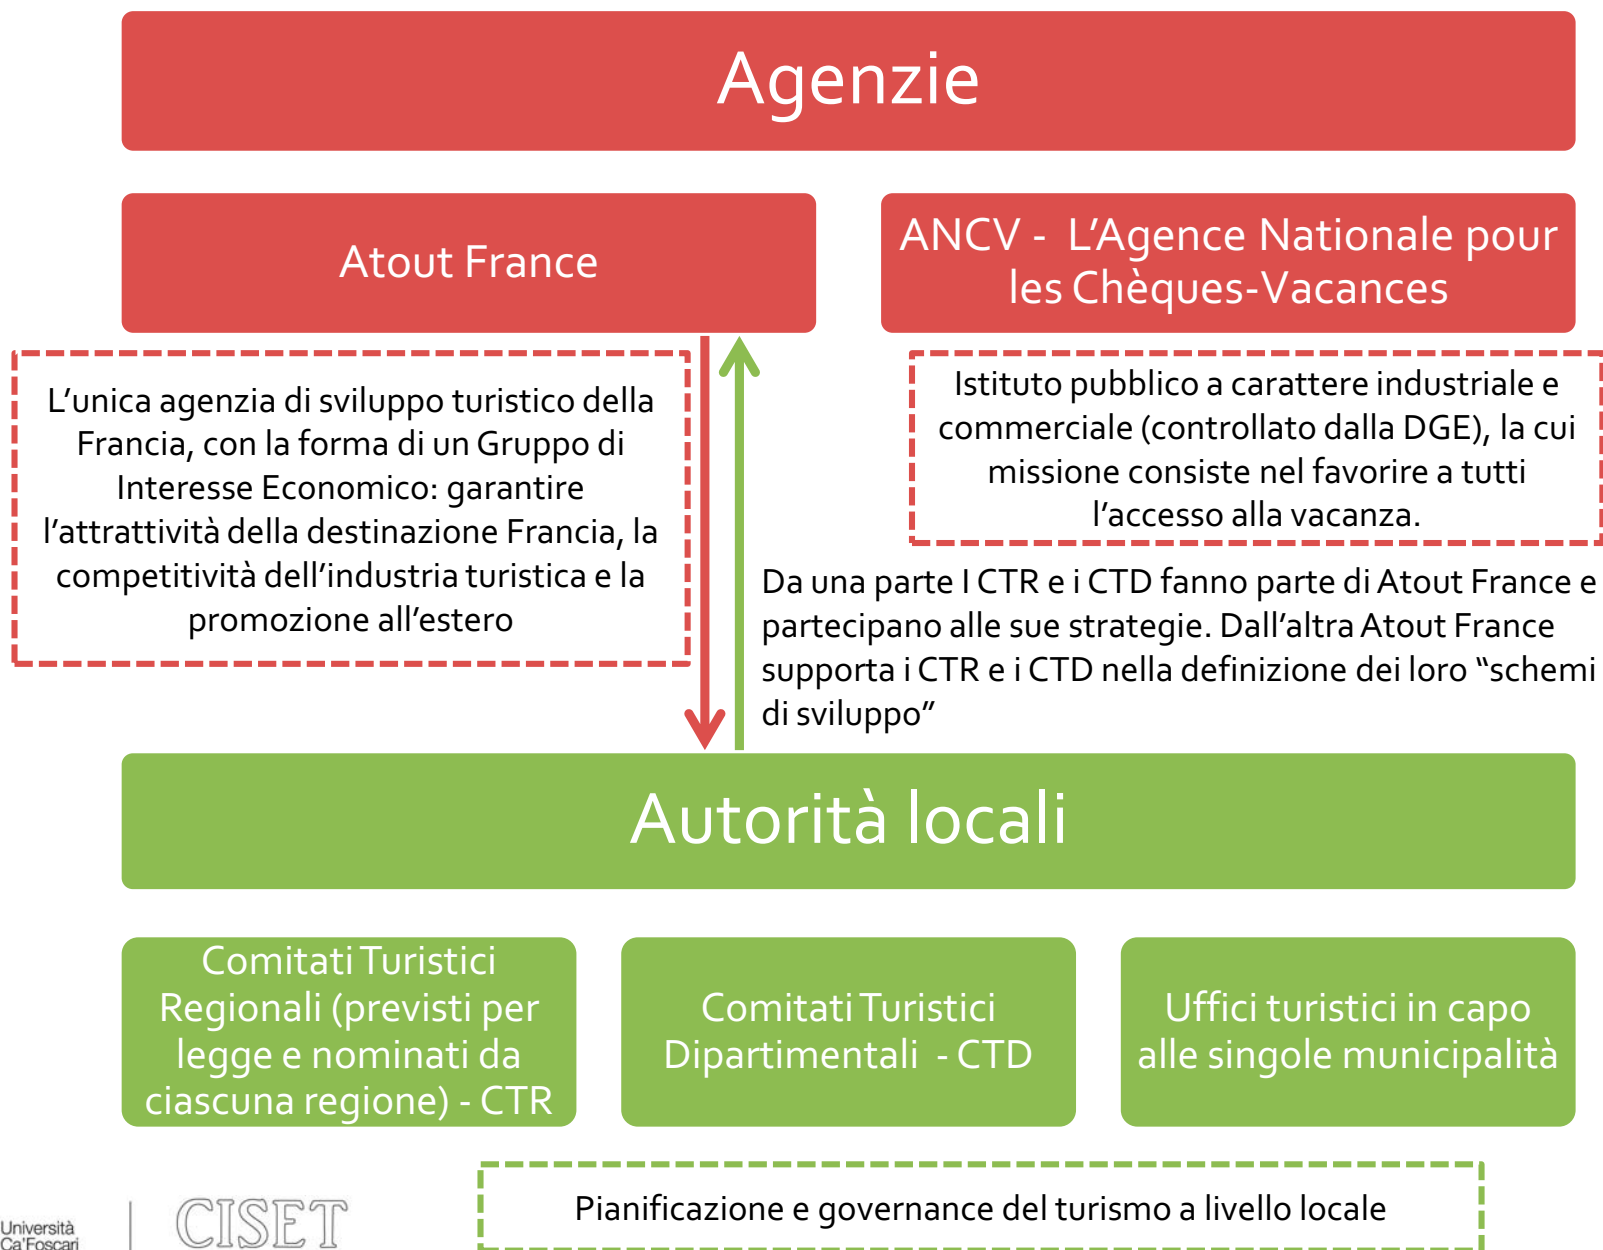 Agenzie
Atout France
ANCV -  L’Agence Nationale pour
les Chèques-Vacances
L’unica agenzia di sviluppo turistico della
Francia, con la forma di un Gruppo di
Interesse Economico: garantire
l’attrattività della destinazione Francia, la
competitività dell’industria turistica e la
promozione all’estero
Istituto pubblico a carattere industriale e
commerciale (controllato dalla DGE), la cui
missione consiste nel favorire a tutti
l’accesso alla vacanza.
Da una parte I CTR e i CTD fanno parte di Atout France e
partecipano alle sue strategie. Dall’altra Atout France
supporta i CTR e i CTD nella definizione dei loro “schemi
di sviluppo”
Autorità locali
Comitati Turistici
Regionali (previsti per
legge e nominati da
ciascuna regione) - CTR
Comitati Turistici
Dipartimentali  - CTD
Uffici turistici in capo
alle singole municipalità
Pianificazione e governance del turismo a livello locale
Università
Ca'Foscari
CISET